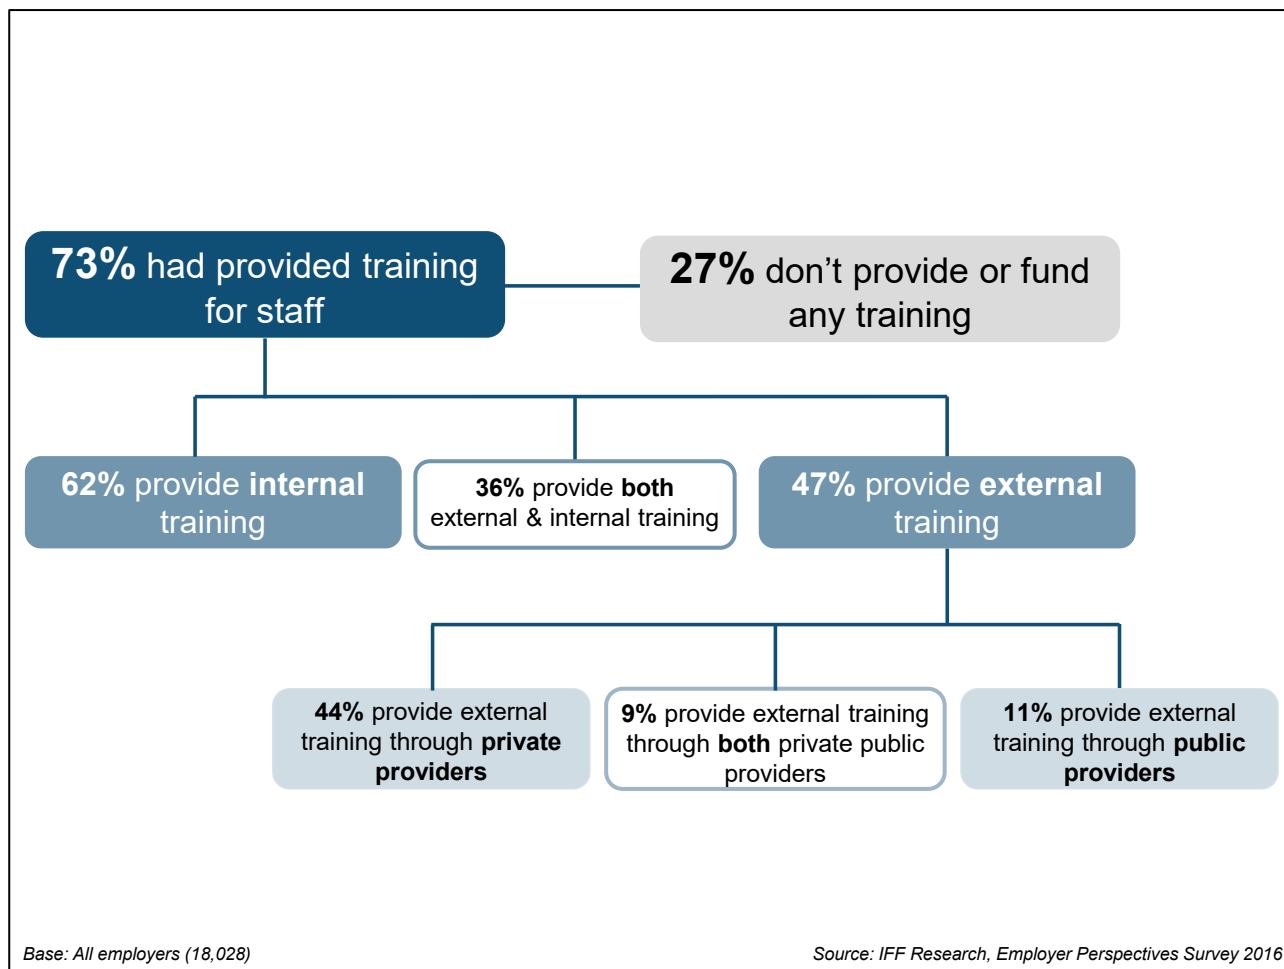 73% had provided training
for staff
27% don’t provide or fund
any training
62% provide internal
training
36% provide both
external & internal training
47% provide external
training
44% provide external
training through private
providers
9% provide external training
through both private public
providers
11% provide external
training through public
providers
Base: All employers (18,028)
Source: IFF Research, Employer Perspectives Survey 2016